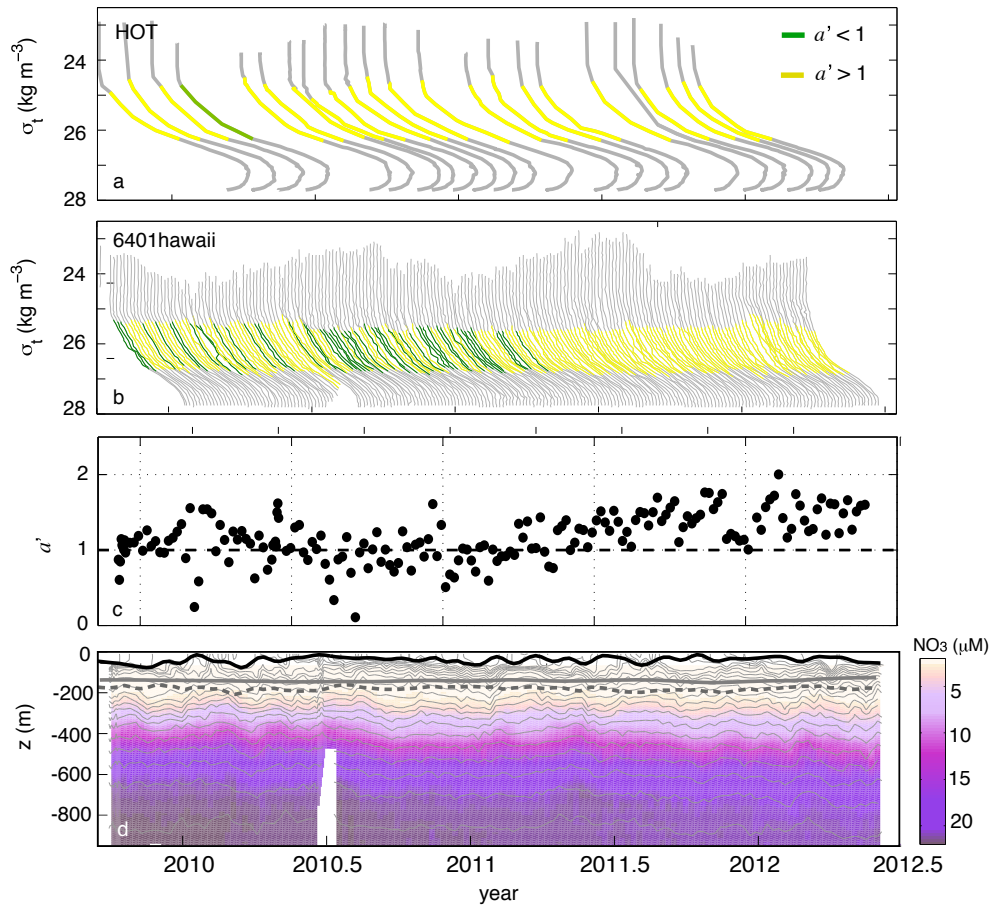 HOT
a' < 1
a' > 1
24
26
28
σt (kg m−3)
a
6401hawaii
24
26
28
σt (kg m−3)
b
2
1
0
a'
c
0
-200
-400
-600
-800
z (m)
d
NO3 (μM)
5
10
15
20
2010
2010.5
2011
2011.5
2012
2012.5
year